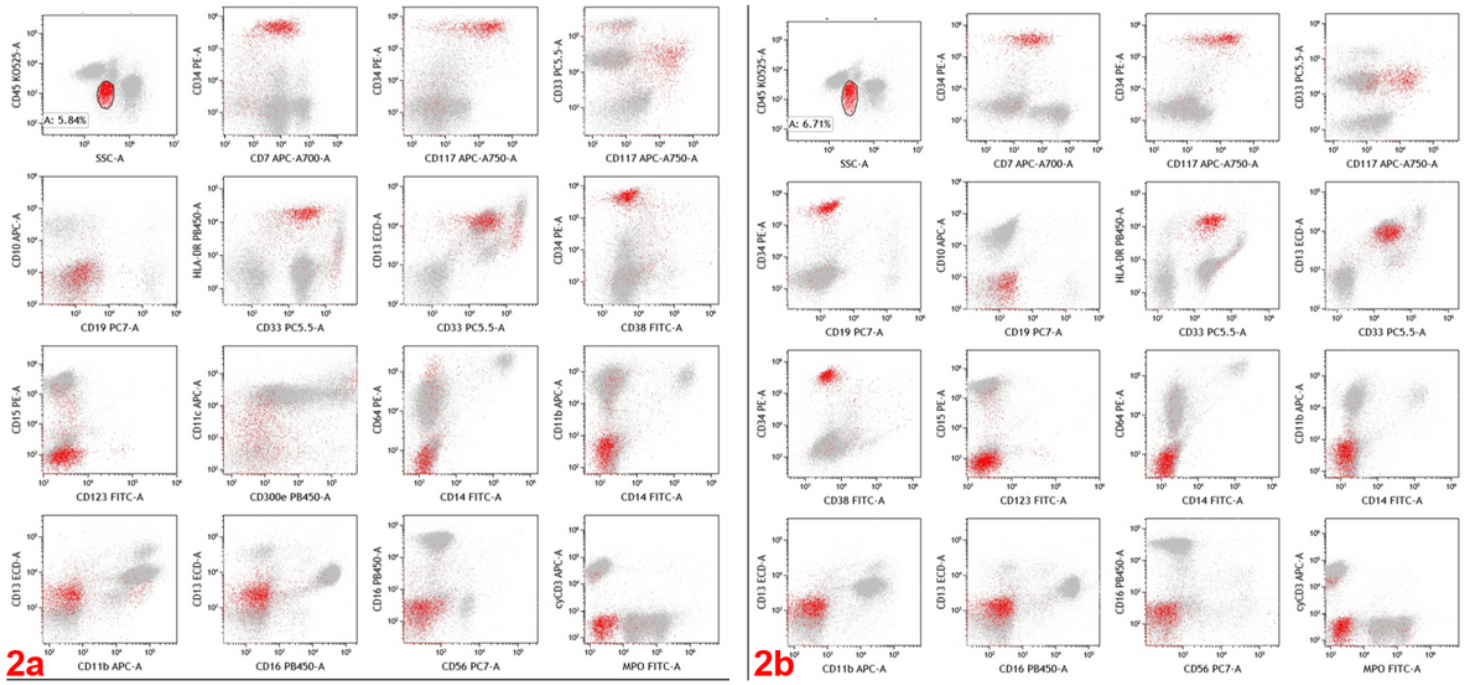 CD45 KO525-A
A: 5.84%
SSC-A
CD34 PE-A
CD7 APC-A700-A
CD34 PE-A
CD117 APC-A750-A
CD33 PC5.5-A
CD117 APC-A750-A
CD10 APC-A
CD19 PC7-A
HLA-DR PB450-A
CD33 PC5.5-A
CD13 ECD-A
CD33 PC5.5-A
CD34 PE-A
CD38 FITC-A
CD15 PE-A
CD123 FITC-A
CD11c APC-A
CD300e PB450-A
CD64 PE-A
CD14 FITC-A
CD11b APC-A
CD14 FITC-A
CD13 ECD-A
CD11b APC-A
CD13 ECD-A
CD16 PB450-A
CD16 PB450-A
CD56 PC7-A
cyCD3 APC-A
MPO FITC-A
2a
CD45 KO525-A
A: 6.71%
SSC-A
CD34 PE-A
CD7 APC-A700-A
CD34 PE-A
CD117 APC-A750-A
CD33 PC5.5-A
CD117 APC-A750-A
CD34 PE-A
CD19 PC7-A
CD10 APC-A
CD19 PC7-A
HLA-DR PB450-A
CD33 PC5.5-A
CD13 ECD-A
CD33 PC5.5-A
CD34 PE-A
CD38 FITC-A
CD15 PE-A
CD123 FITC-A
CD64 PE-A
CD14 FITC-A
CD11b APC-A
CD14 FITC-A
CD13 ECD-A
CD11b APC-A
CD13 ECD-A
CD16 PB450-A
CD16 PB450-A
CD56 PC7-A
cyCD3 APC-A
MPO FITC-A
2b